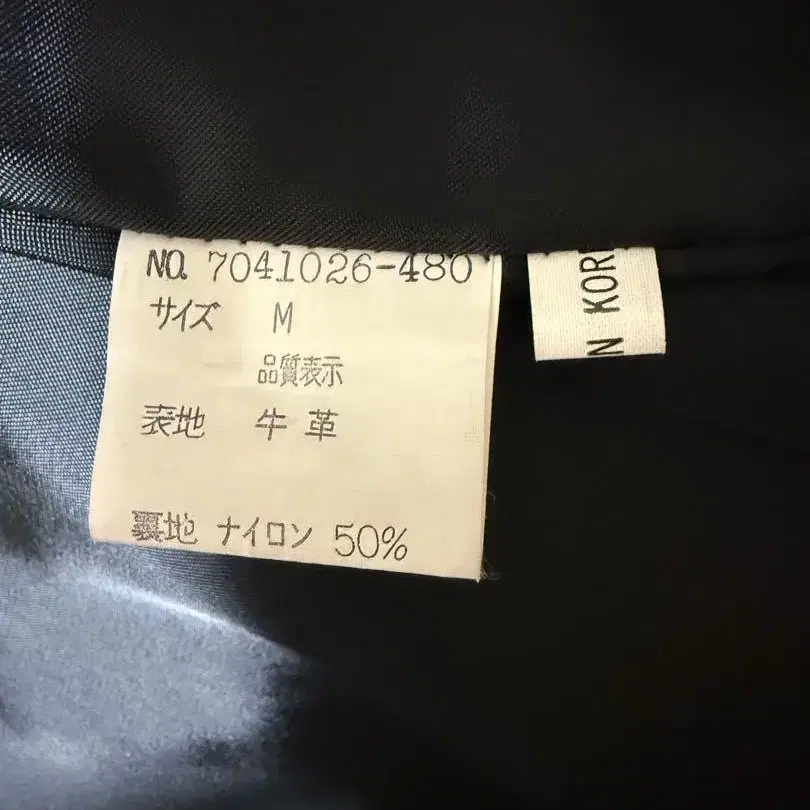 NO. 7041026-480
サイズ M
品質表示
表地 牛革
裏地 ナイロン 50%
N KOR